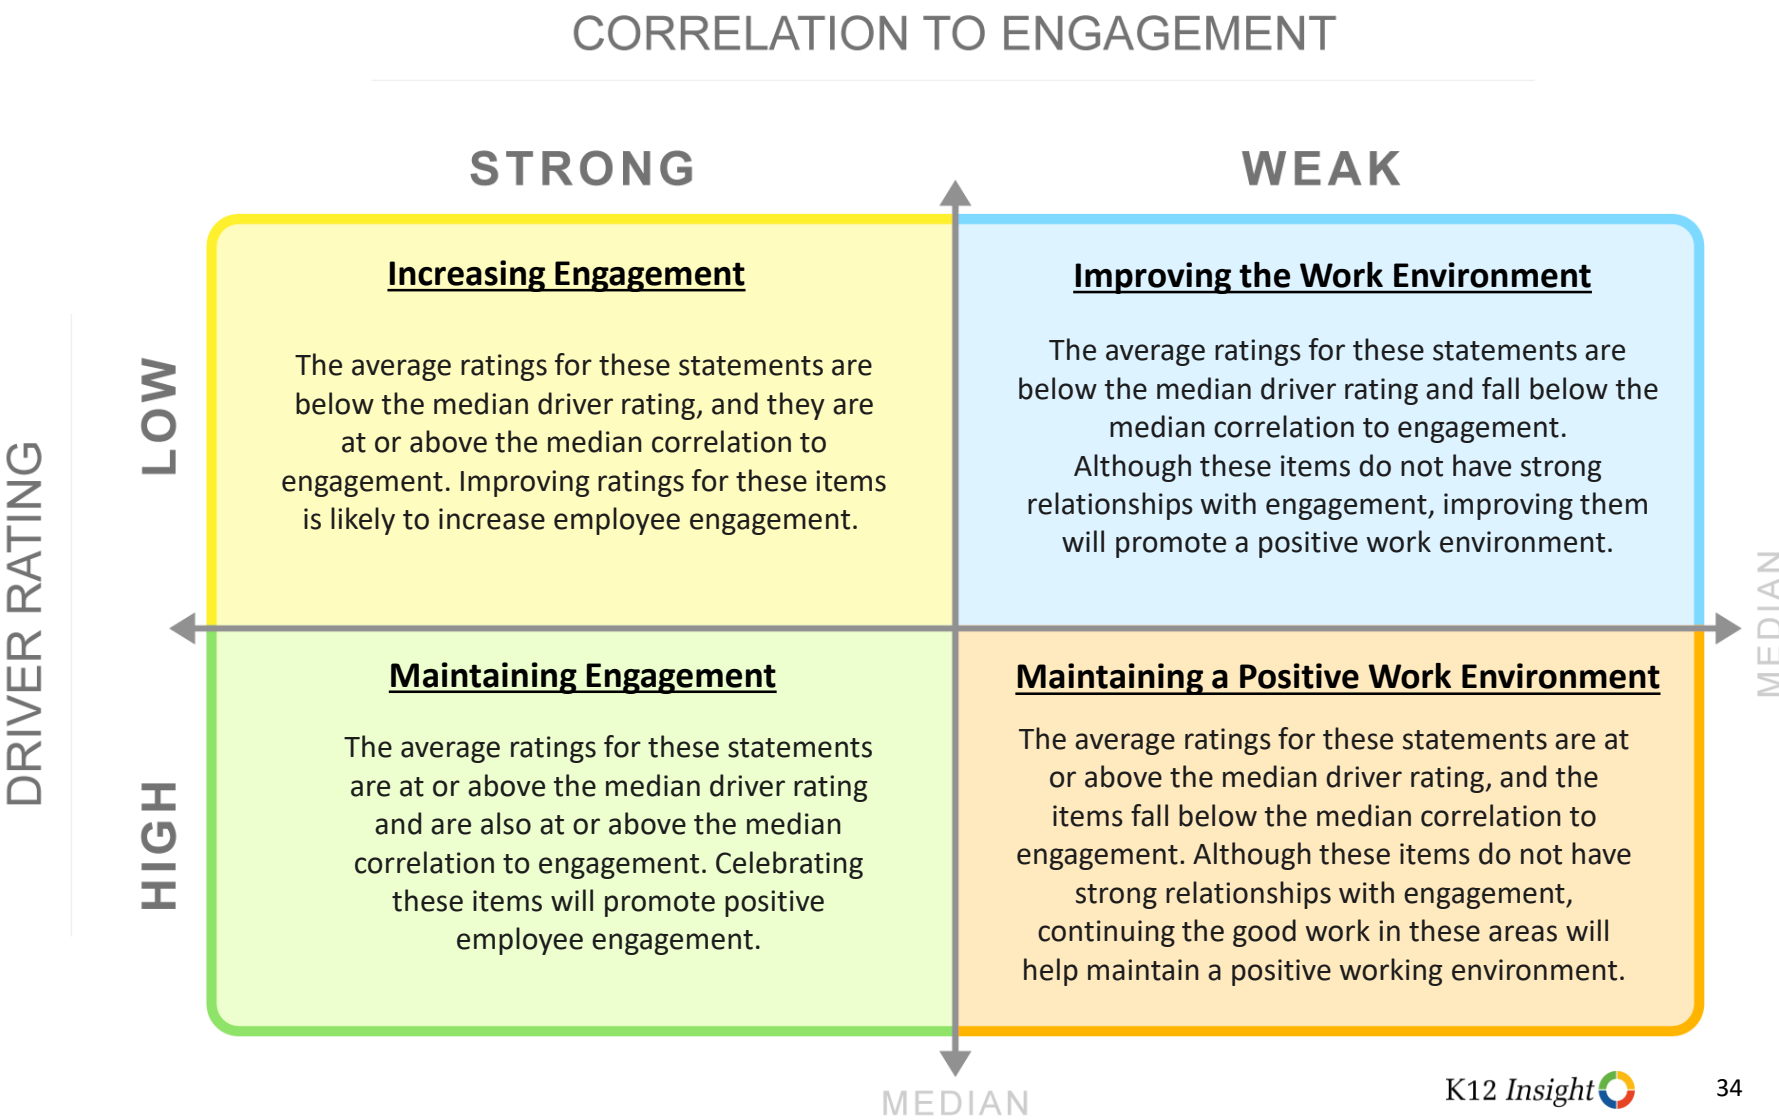 CORRELATION TO ENGAGEMENT
STRONG
WEAK
DRIVER RATING
LOW
HIGH
Increasing Engagement
The average ratings for these statements are
below the median driver rating, and they are
at or above the median correlation to
engagement. Improving ratings for these items
is likely to increase employee engagement.
Improving the Work Environment
The average ratings for these statements are
below the median driver rating and fall below the
median correlation to engagement.
Although these items do not have strong
relationships with engagement, improving them
will promote a positive work environment.
MEDIAN
Maintaining Engagement
The average ratings for these statements
are at or above the median driver rating
and are also at or above the median
correlation to engagement. Celebrating
these items will promote positive
employee engagement.
Maintaining a Positive Work Environment
The average ratings for these statements are at
or above the median driver rating, and the
items fall below the median correlation to
engagement. Although these items do not have
strong relationships with engagement,
continuing the good work in these areas will
help maintain a positive working environment.
MEDIAN
K12 Insight
34